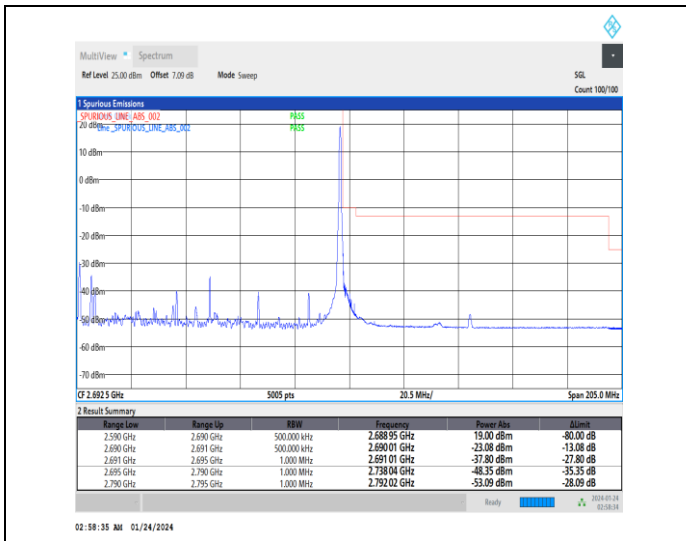 MultiView Spectrum
Ref Level 25.00 dBm Offset 7.09 dB Mode Sweep SGL
Count 100/100
1 Spurious Emissions
SPURIOUS_LINE_ABS_002 PASS
Line _SPURIOUS_LINE_ABS_002 PASS
20 dBm
10 dBm
0 dBm
-10 dBm
-20 dBm
-30 dBm
-40 dBm
-50 dBm
-60 dBm
-70 dBm
CF 2.692 5 GHz 5005 pts 20.5 MHz/ Span 205.0 MHz
2 Result Summary
Range Low Range Up RBW Frequency Power Abs ΔLimit
2.590 GHz 2.690 GHz 500.000 kHz 2.688 95 GHz 19.00 dBm -80.00 dB
2.690 GHz 2.691 GHz 500.000 kHz 2.690 01 GHz -23.08 dBm -13.08 dB
2.691 GHz 2.695 GHz 1.000 MHz 2.691 01 GHz -37.80 dBm -27.80 dB
2.695 GHz 2.790 GHz 1.000 MHz 2.738 04 GHz -48.35 dBm -35.35 dB
2.790 GHz 2.795 GHz 1.000 MHz 2.792 02 GHz -53.09 dBm -28.09 dB
Ready 2024-01-24
02:58:34
02:58:35 AM 01/24/2024